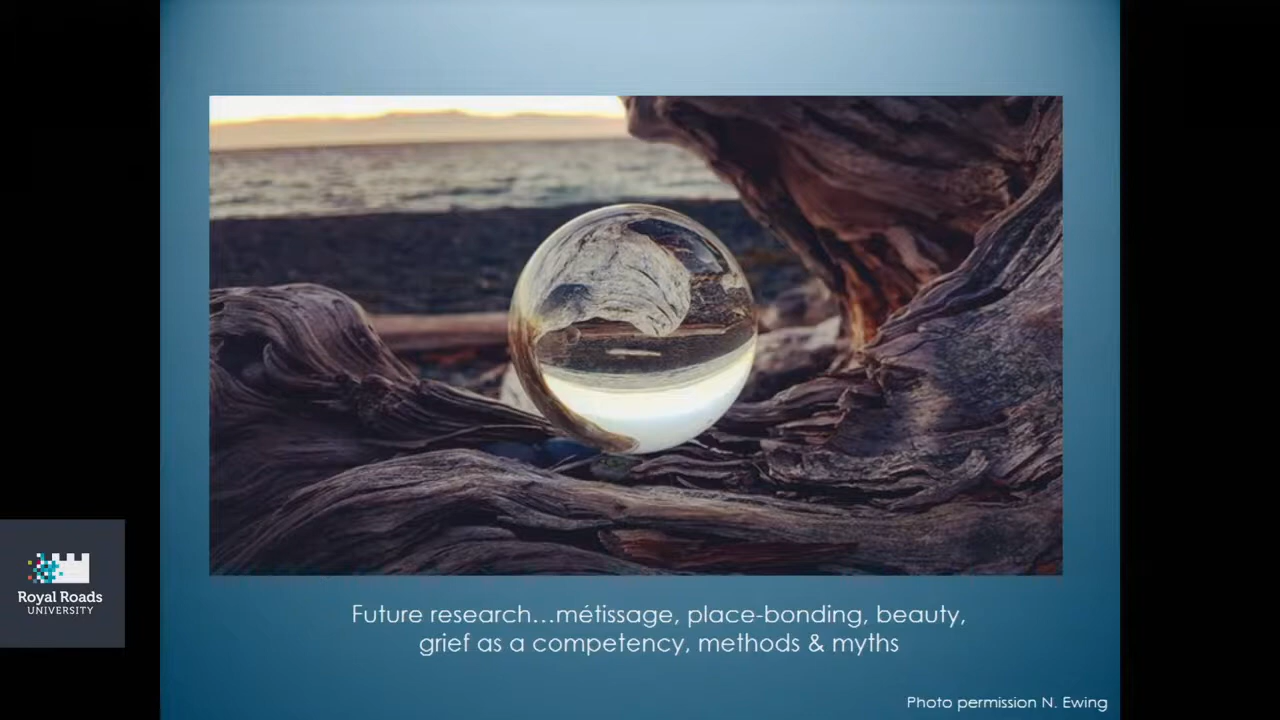 Royal Roads
UNIVERSITY
Future research...métissage, place-bonding, beauty,
grief as a competency, methods & myths
Photo permission N. Ewing